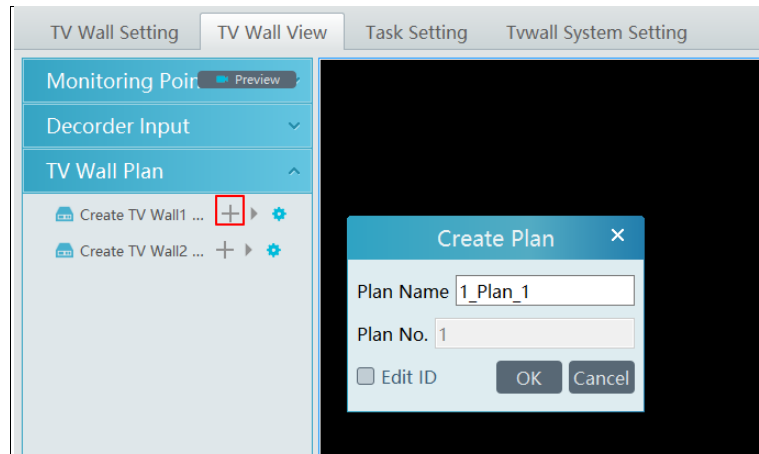 TV Wall Setting
TV Wall View
Task Setting
Tvwall System Setting
Monitoring Poin
Preview
Decorder Input
TV Wall Plan
Create TV Wall1 ...
Create TV Wall2 ...
Create Plan
Plan Name 1_Plan_1
Plan No. 1
Edit ID
OK
Cancel